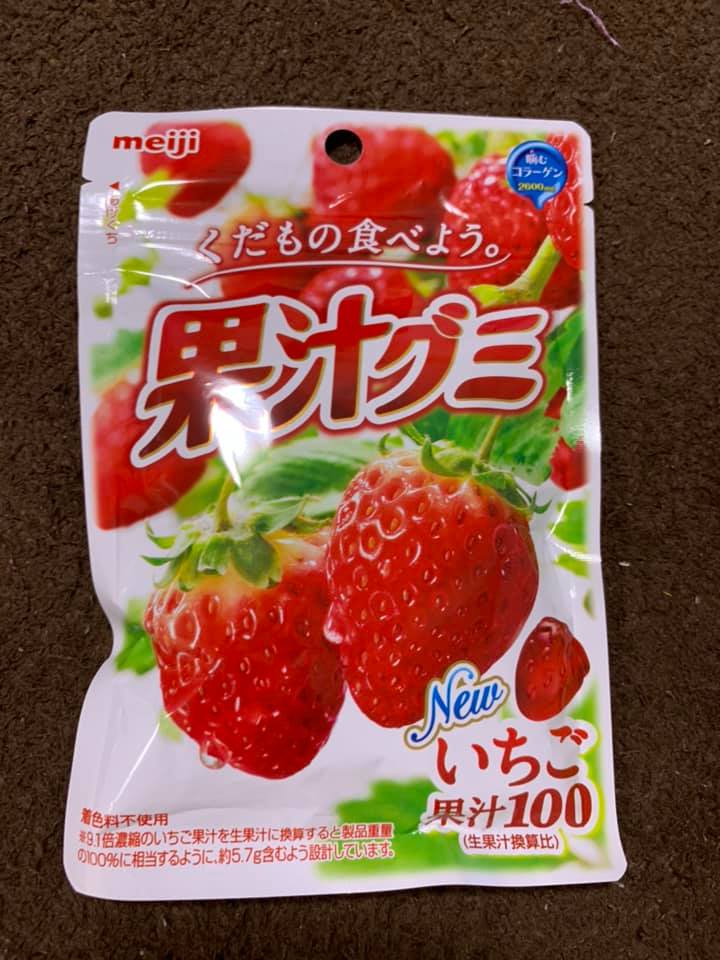 meiji
噛む
コラーゲン
2600mg
くだもの食べよう。
果汁グミ
New
いちご
果汁100
(生果汁換算比)
着色料不使用
※9.1倍濃縮のいちご果汁を生果汁に換算すると製品重量
の100%に相当するように、約5.7g含むよう設計しています。